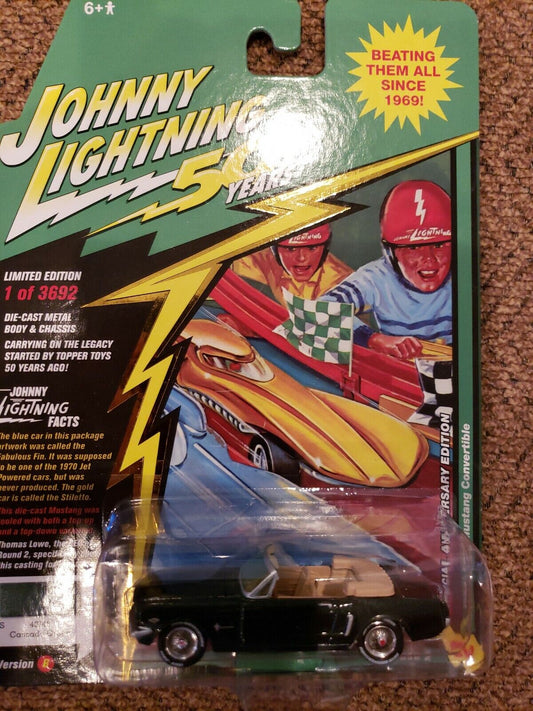 6+
BEATING
THEM ALL
SINCE
1969!
JOHNNY
LIGHTNING
50
YEARS
LIMITED EDITION
1 of 3692
DIE-CAST METAL
BODY & CHASSIS
CARRYING ON THE LEGACY
STARTED BY TOPPER TOYS
50 YEARS AGO!
JOHNNY
LIGHTNING
FACTS
The blue car in this package
artwork was called the
Fabulous Fin. It was supposed
to be one of the 1970 Jet
Powered cars, but was
never produced. The gold
car is called the Stiletto.
This die-cast Mustang was
tooled with both a top-up
and a top-down
Thomas Lowe, the
Round 2,
this casting
Version
LIGHTNING
JOHNNY
LIGHTNING
ANNIVERSARY EDITION
Mustang Convertible